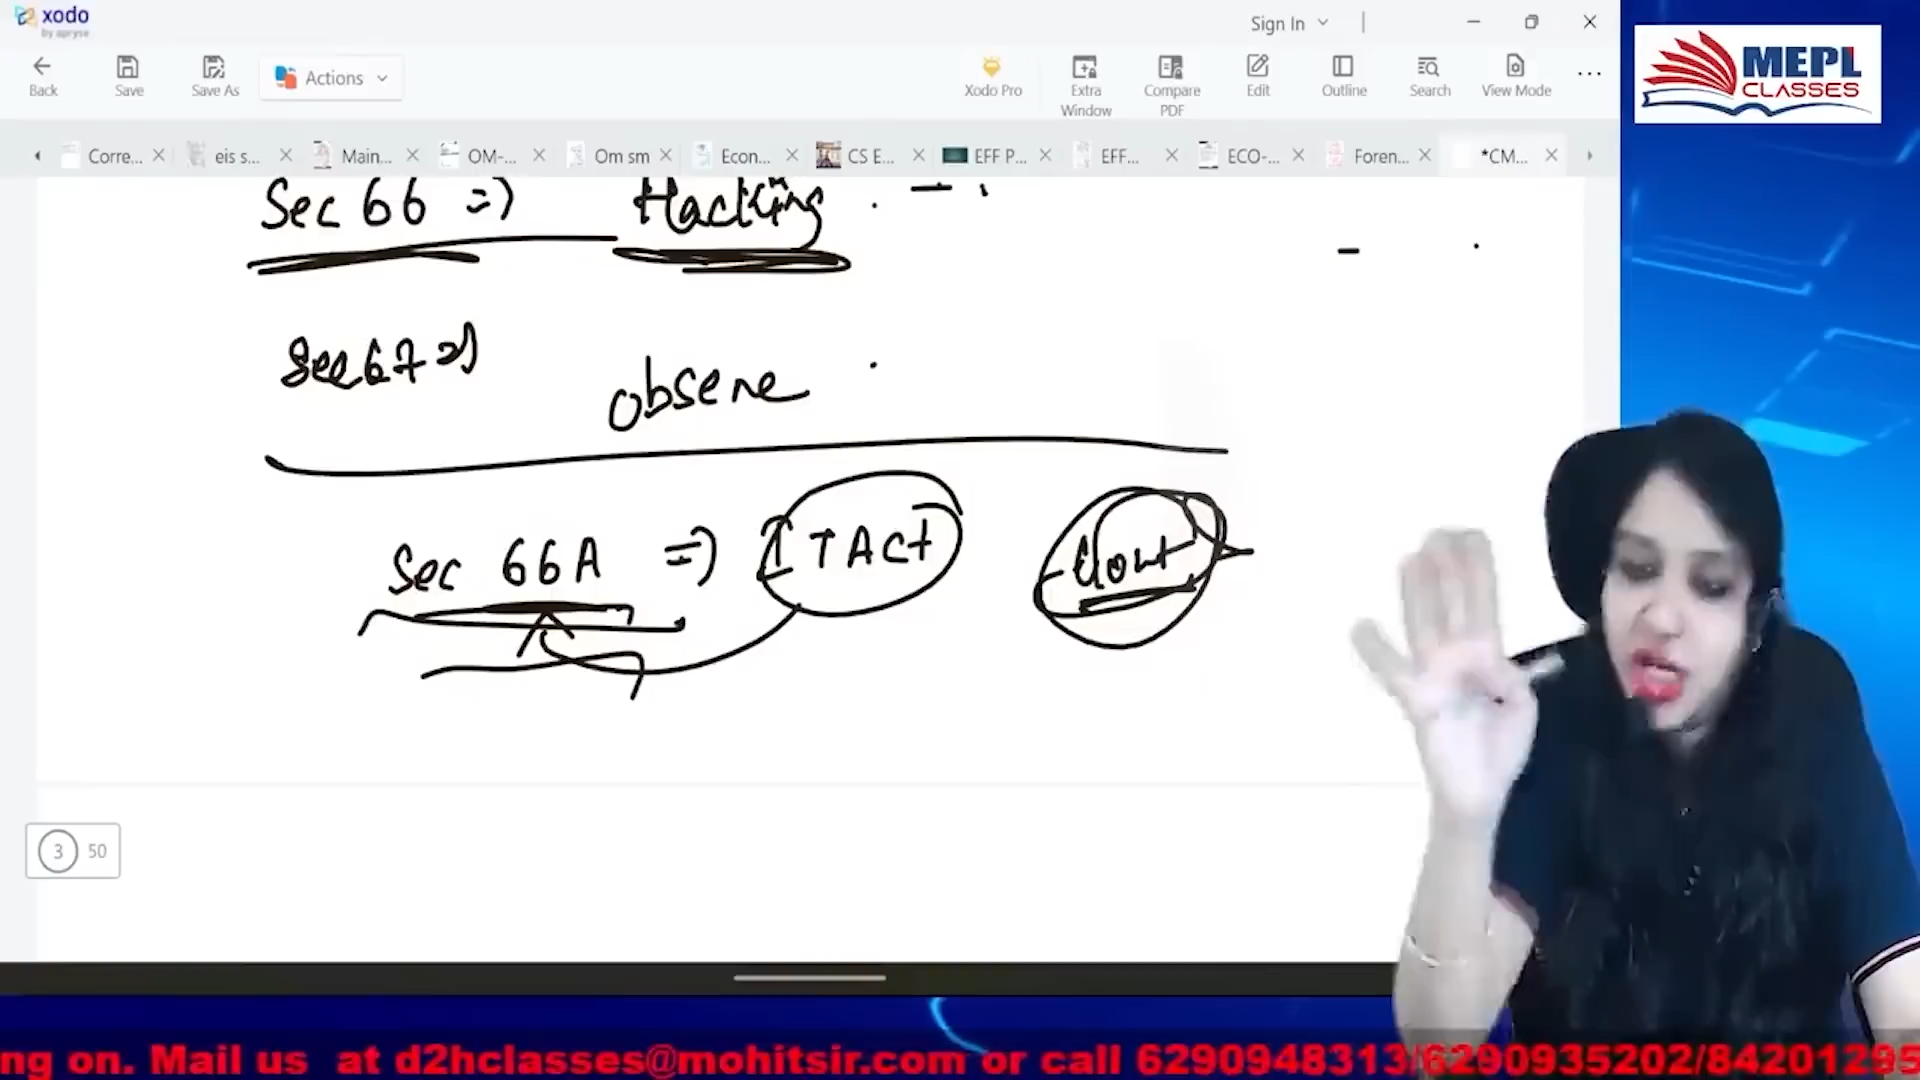 xodo
by apryse
Sign In
Back
Save
Save As
Actions
Xodo Pro
Extra Window
Compare PDF
Edit
Outline
Search
View Mode
MEPL
CLASSES
Corre...
eis s...
Main...
OM-...
Om sm
Econ...
CS E...
EFF P...
EFF...
ECO-...
Foren...
*CM...
Sec 66 => Hacking
Sec 67 =>
obsene
Sec 66A => ITAct
3 50
ng on. Mail us at d2hclasses@mohitsir.com or call 6290948313/6290935202/84201295